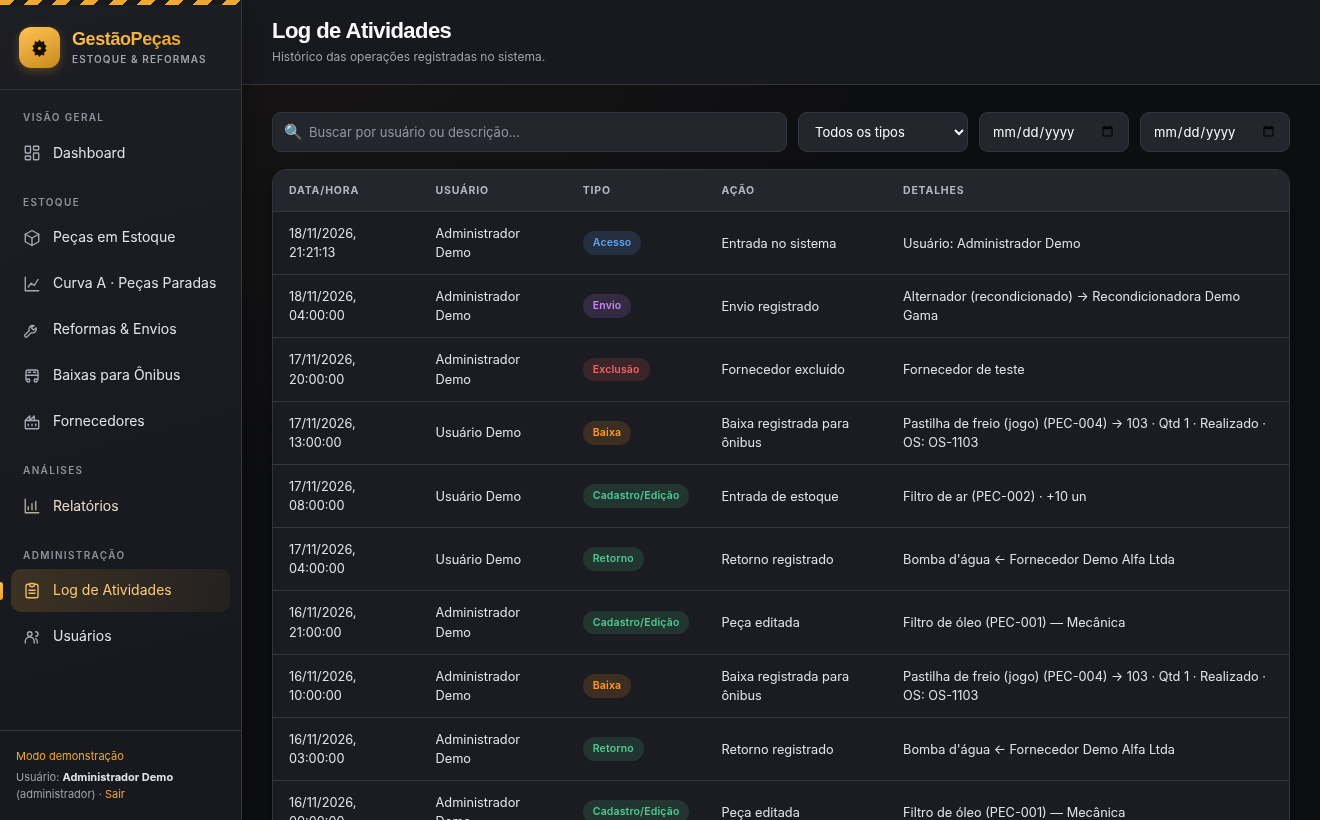 GestãoPeças
ESTOQUE & REFORMAS
VISÃO GERAL
Dashboard
ESTOQUE
Peças em Estoque
Curva A · Peças Paradas
Reformas & Envios
Baixas para Ônibus
Fornecedores
ANÁLISES
Relatórios
ADMINISTRAÇÃO
Log de Atividades
Usuários
Modo demonstração
Usuário: Administrador Demo
(administrador) · Sair
Log de Atividades
Histórico das operações registradas no sistema.
Buscar por usuário ou descrição...
Todos os tipos
mm/dd/yyyy
mm/dd/yyyy
DATA/HORA USUÁRIO TIPO AÇÃO DETALHES
18/11/2026, 21:21:13 Administrador Demo Acesso Entrada no sistema Usuário: Administrador Demo
18/11/2026, 04:00:00 Administrador Demo Envio Envio registrado Alternador (recondicionado) → Recondicionadora Demo Gama
17/11/2026, 20:00:00 Administrador Demo Exclusão Fornecedor excluído Fornecedor de teste
17/11/2026, 13:00:00 Usuário Demo Baixa Baixa registrada para ônibus Pastilha de freio (jogo) (PEC-004) → 103 · Qtd 1 · Realizado · OS: OS-1103
17/11/2026, 08:00:00 Usuário Demo Cadastro/Edição Entrada de estoque Filtro de ar (PEC-002) · +10 un
17/11/2026, 04:00:00 Usuário Demo Retorno Retorno registrado Bomba d'água ← Fornecedor Demo Alfa Ltda
16/11/2026, 21:00:00 Administrador Demo Cadastro/Edição Peça editada Filtro de óleo (PEC-001) — Mecânica
16/11/2026, 10:00:00 Administrador Demo Baixa Baixa registrada para ônibus Pastilha de freio (jogo) (PEC-004) → 103 · Qtd 1 · Realizado · OS: OS-1103
16/11/2026, 03:00:00 Administrador Demo Retorno Retorno registrado Bomba d'água ← Fornecedor Demo Alfa Ltda
16/11/2026, Administrador Cadastro/Edição Peça editada Filtro de óleo (PEC-001) — Mecânica